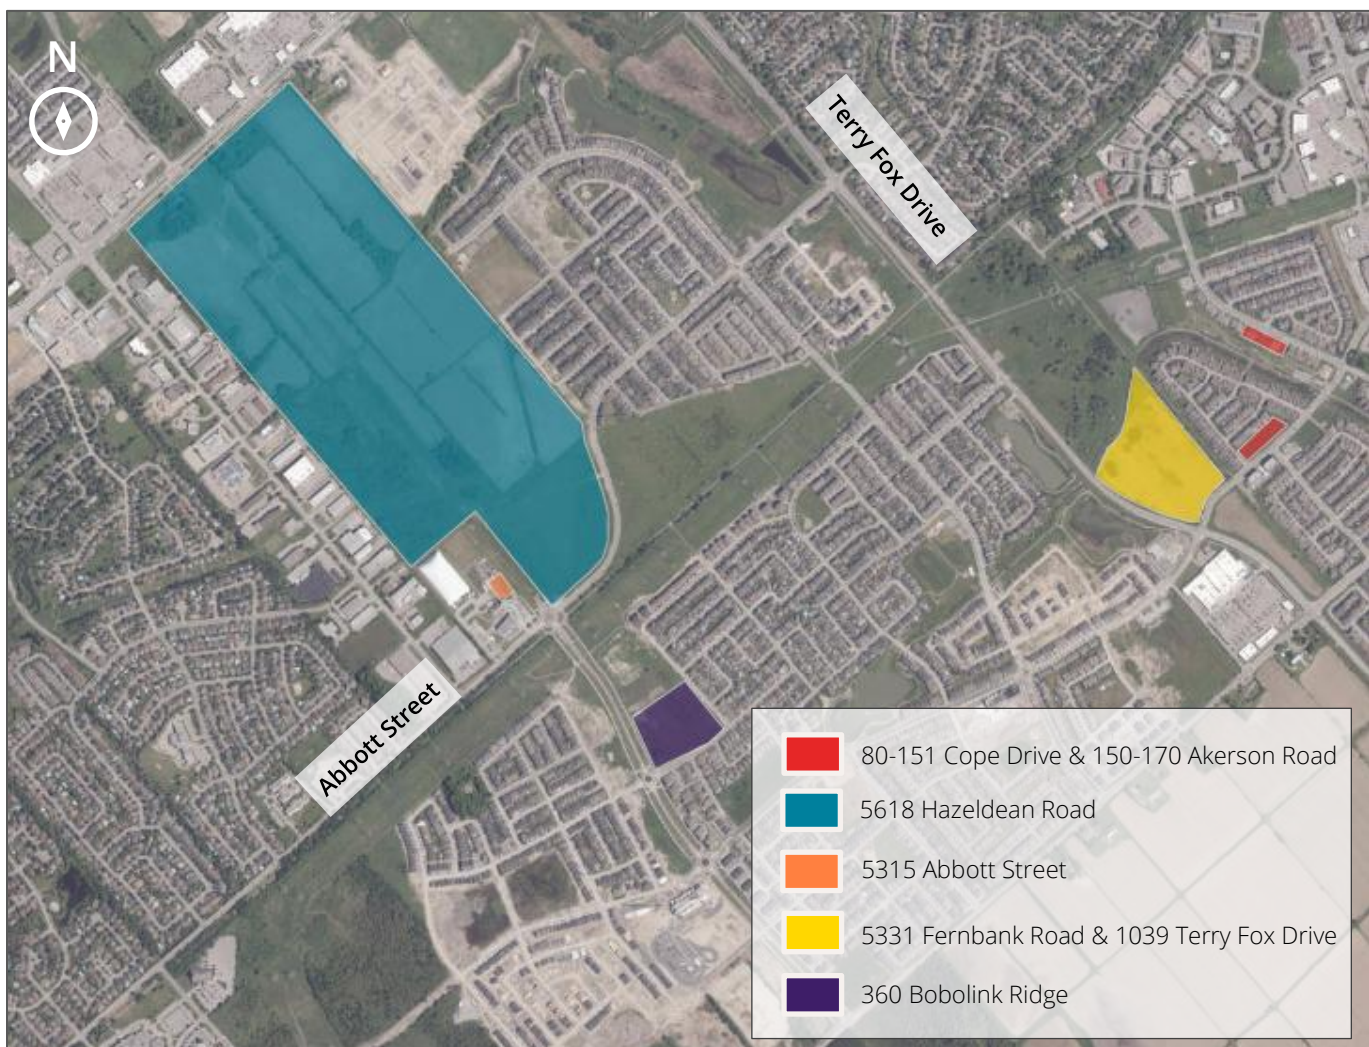 N
Terry Fox Drive
Abbott Street
80-151 Cope Drive & 150-170 Akerson Road
5618 Hazeldean Road
5315 Abbott Street
5331 Fernbank Road & 1039 Terry Fox Drive
360 Bobolink Ridge